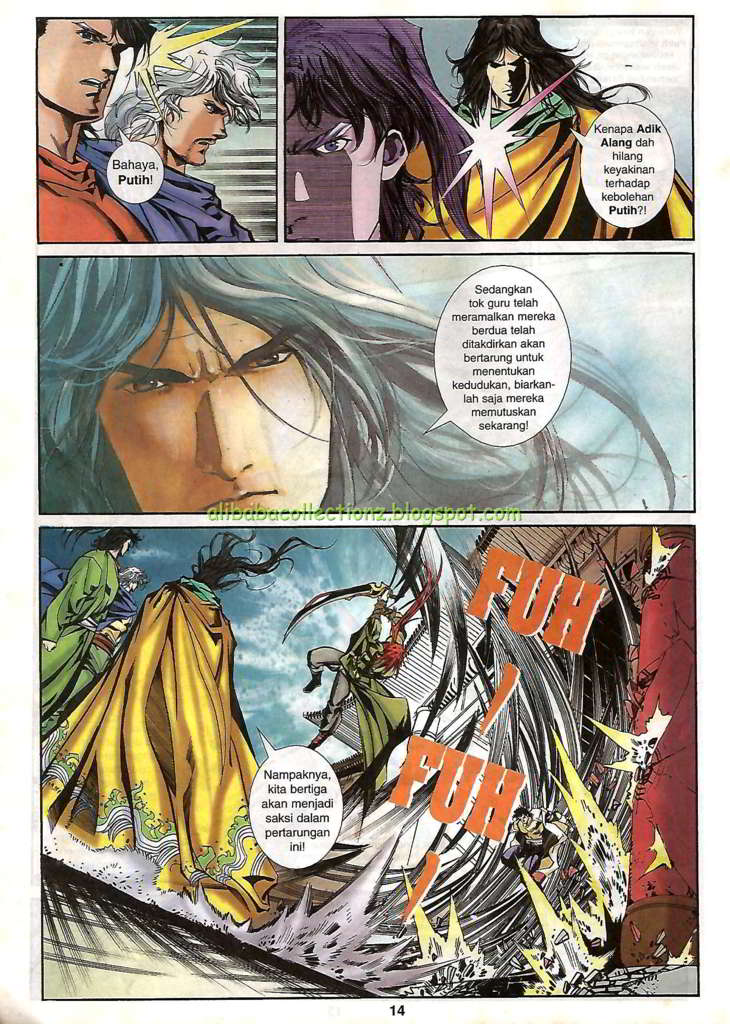 Bahaya,
Putih!
Kenapa Adik
Alang dah
hilang
keyakinan
terhadap
kebolehan
Putih?!
Sedangkan
tok guru telah
meramalkan mereka
berdua telah
ditakdirkan akan
bertarung untuk
menentukan
kedudukan, biarkan-
lah saja mereka
memutuskan
sekarang!
alibabacollectionz.blogspot.com
FUH
!
FUH
!
Nampaknya,
kita bertiga
akan menjadi
saksi dalam
pertarungan
ini!
14